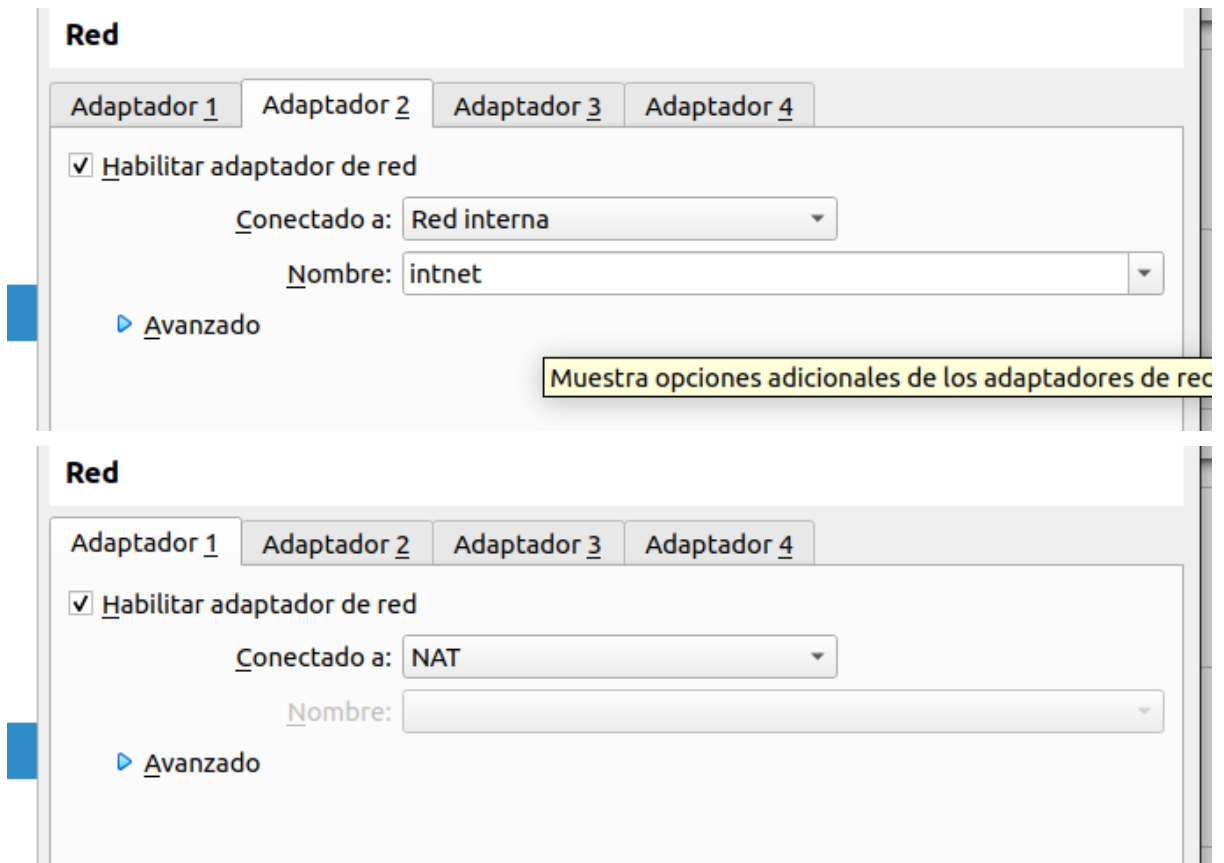 Red
Adaptador 1 Adaptador 2 Adaptador 3 Adaptador 4
Habilitar adaptador de red
Conectado a: Red interna
Nombre: intnet
Avanzado
Muestra opciones adicionales de los adaptadores de red
Red
Adaptador 1 Adaptador 2 Adaptador 3 Adaptador 4
Habilitar adaptador de red
Conectado a: NAT
Nombre:
Avanzado